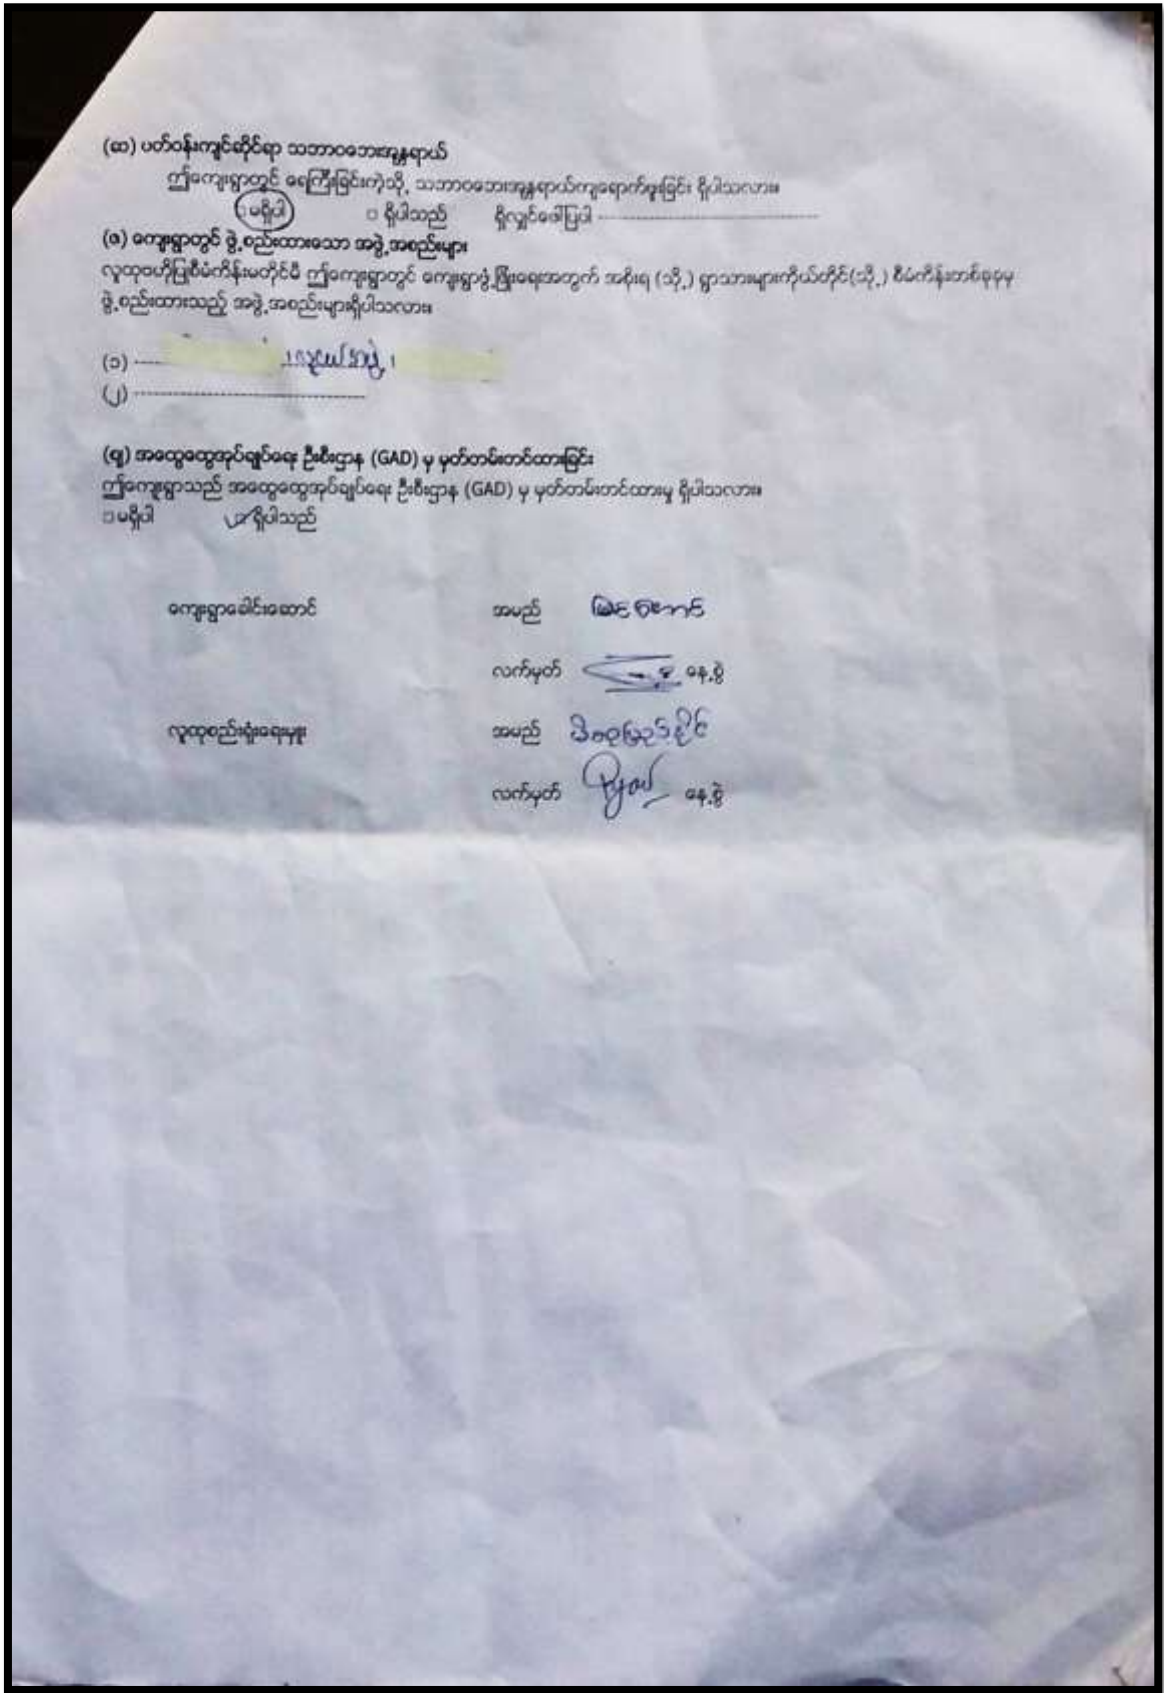 (ဆ) ပတ်ဝန်းကျင်ဆိုင်ရာ သဘာဝဘေးအန္တရာယ်
ဤကျေးရွာတွင် ရေကြီးခြင်းကဲ့သို့ သဘာဝဘေးအန္တရာယ်ကျရောက်ဖူးခြင်း ရှိပါသလား။
□ မရှိပါ □ ရှိပါသည် ရှိလျှင်ဖေါ်ပြပါ ---------------------------
(ဇ) ကျေးရွာတွင် ဖွဲ့စည်းထားသော အဖွဲ့အစည်းများ
လူထုဗဟိုပြုစီမံကိန်းမတိုင်မီ ဤကျေးရွာတွင် ကျေးရွာဖွံ့ဖြိုးရေးအတွက် အစိုးရ (သို့) ရွာသားများကိုယ်တိုင်(သို့) စီမံကိန်းတစ်ခုခုမှ
ဖွဲ့စည်းထားသည့် အဖွဲ့အစည်းများရှိပါသလား။
(၁) ----
(၂) ---------------------------
(ဈ) အထွေထွေအုပ်ချုပ်ရေး ဦးစီးဌာန (GAD) မှ မှတ်တမ်းတင်ထားခြင်း
ဤကျေးရွာသည် အထွေထွေအုပ်ချုပ်ရေး ဦးစီးဌာန (GAD) မှ မှတ်တမ်းတင်ထားမှု ရှိပါသလား။
□ မရှိပါ □ ရှိပါသည်
ကျေးရွာခေါင်းဆောင် အမည်
လက်မှတ် နေ့စွဲ
လူထုစည်းရုံးရေးမှူး အမည်
လက်မှတ် နေ့စွဲ